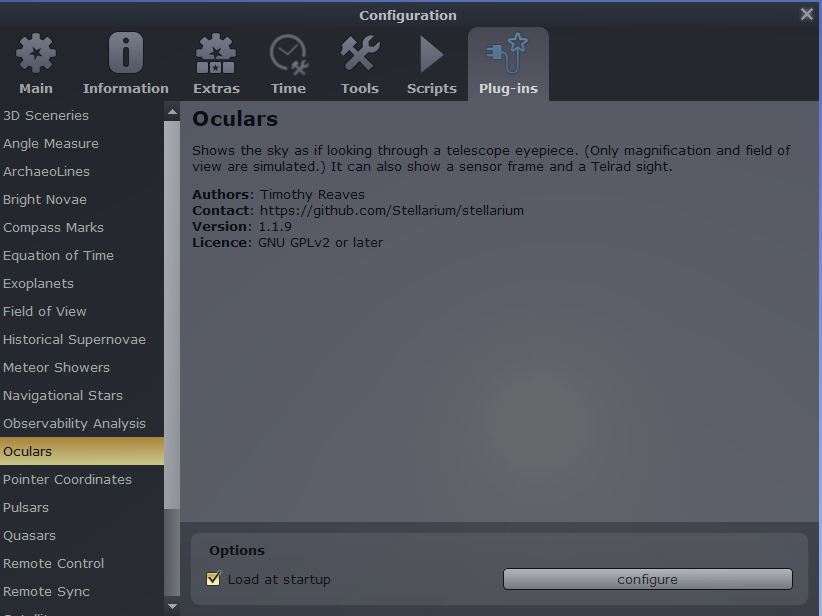 Configuration
Main
Information
Extras
Time
Tools
Scripts
Plug-ins
3D Sceneries
Angle Measure
ArchaeoLines
Bright Novae
Compass Marks
Equation of Time
Exoplanets
Field of View
Historical Supernovae
Meteor Showers
Navigational Stars
Observability Analysis
Oculars
Pointer Coordinates
Pulsars
Quasars
Remote Control
Remote Sync
Oculars
Shows the sky as if looking through a telescope eyepiece. (Only magnification and field of
view are simulated.) It can also show a sensor frame and a Telrad sight.
Authors: Timothy Reaves
Contact: https://github.com/Stellarium/stellarium
Version: 1.1.9
Licence: GNU GPLv2 or later
Options
Load at startup
configure